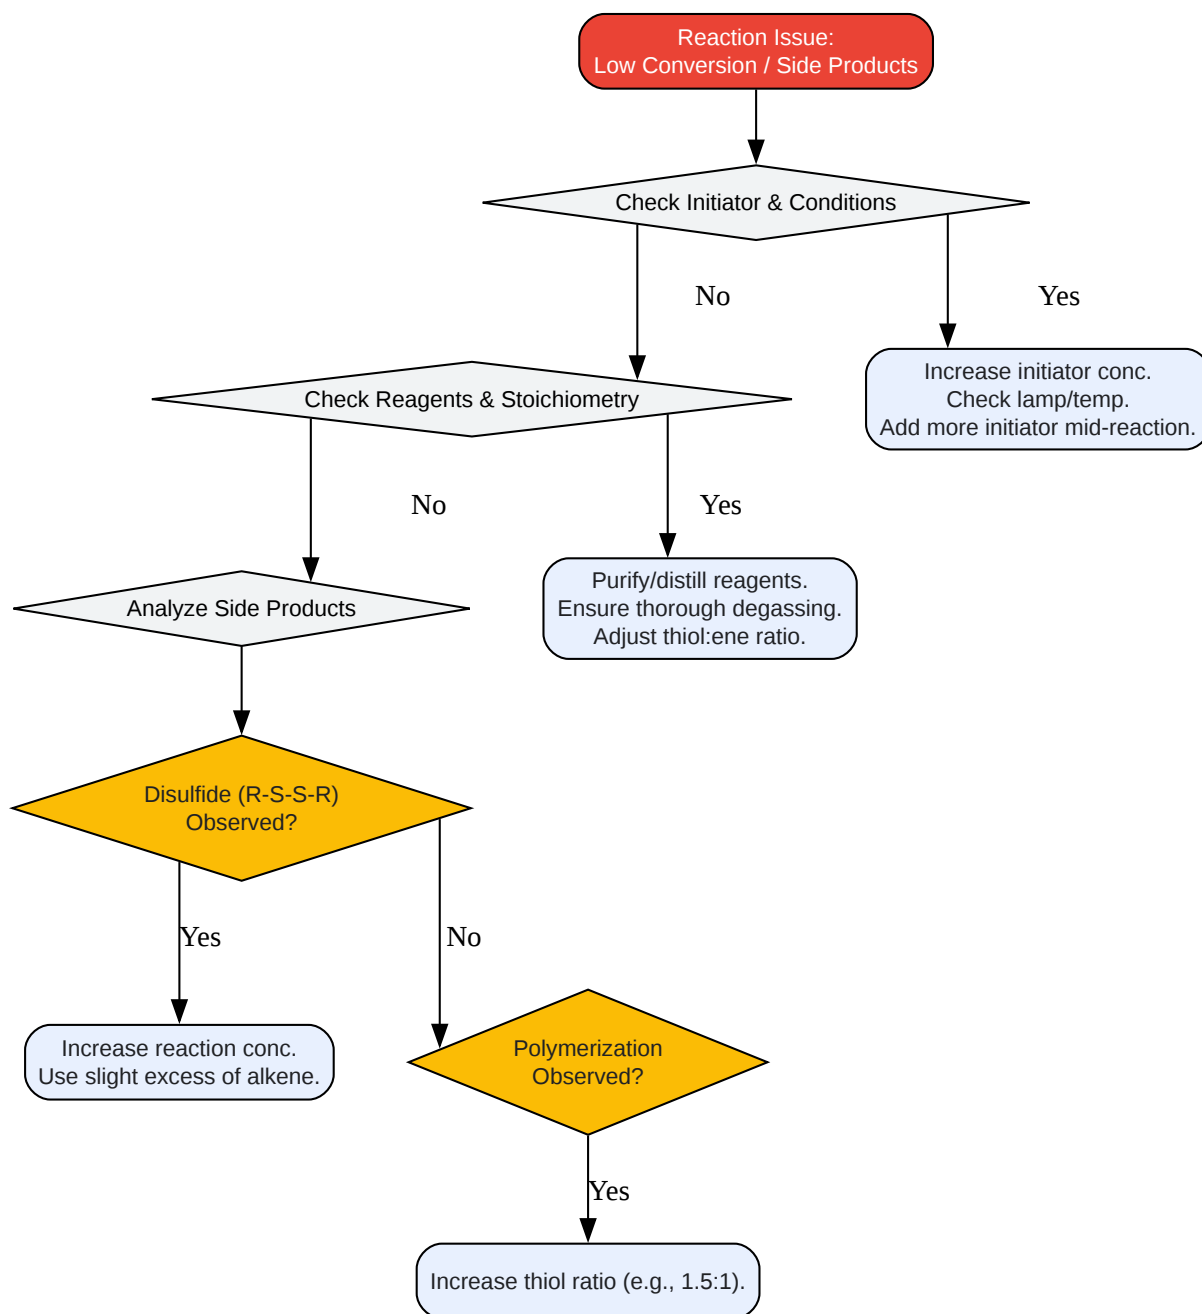 Reaction Issue:
Low Conversion / Side Products
Check Initiator & Conditions
No
Yes
Increase initiator conc.
Check lamp/temp.
Add more initiator mid-reaction.
Check Reagents & Stoichiometry
No
Yes
Purify/distill reagents.
Ensure thorough degassing.
Adjust thiol:ene ratio.
Analyze Side Products
Disulfide (R-S-S-R)
Observed?
Yes
No
Increase reaction conc.
Use slight excess of alkene.
Polymerization
Observed?
Yes
Increase thiol ratio (e.g., 1.5:1).